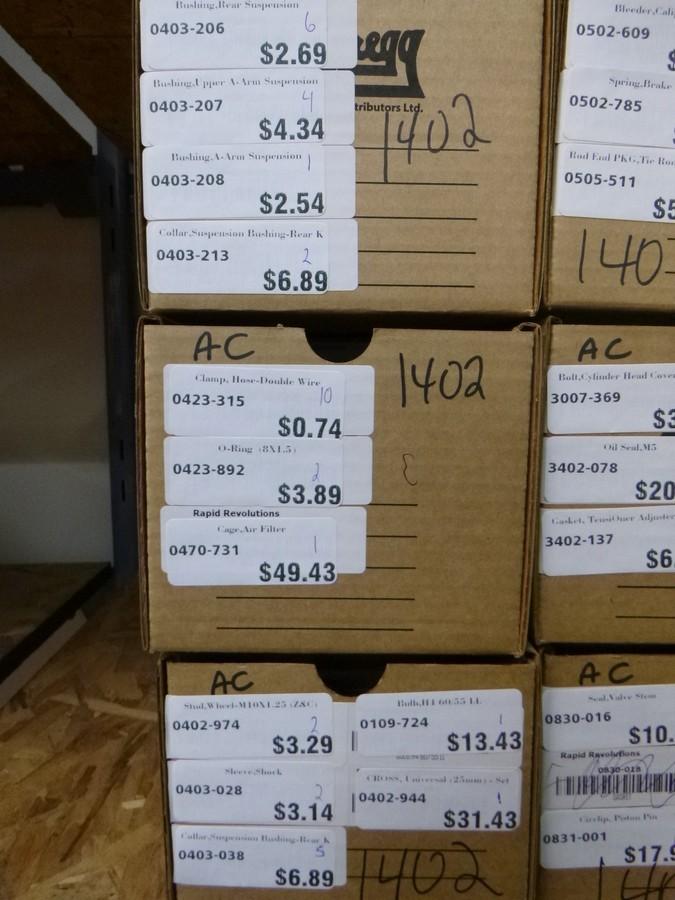 Bushing,Rear Suspension
0403-206 6
$2.69
Bushing,Upper A-Arm Suspension
0403-207 4
$4.34
Bushing,A-Arm Suspension
0403-208 1
$2.54
Collar,Suspension Bushing-Rear K
0403-213 2
$6.89
egg
tributors Ltd.
1402
0502-609
Spring,Brake
0502-785
Rod End PKG,Tie Ro
0505-511
$5
140
AC
1402
Clamp, Hose-Double Wire
0423-315 10
$0.74
O-Ring (8X1.5)
0423-892 2
$3.89
Rapid Revolutions
Cage,Air Filter
0470-731 1
$49.43
AC
Bolt,Cylinder Head Cove
3007-369
$3
Oil Seal,M5
3402-078
$20
Gasket, TensiOner Adjuster
3402-137
$6
AC
Stud,Wheel-M10X1.25 (Z&C)
0402-974 2
$3.29
Sleeve,Shock
0403-028 2
$3.14
Collar,Suspension Bushing-Rear K
0403-038 5
$6.89
Bulb,H4 60/55 LL
0109-724 1
$13.43
CROSS, Universal (25mm) - Set
0402-944 1
$31.43
1402
AC
Seal,Valve Stem
0830-016
$10.
Rapid Revolutions
0830-018
Circlip, Piston Pin
0831-001
$17.9
14